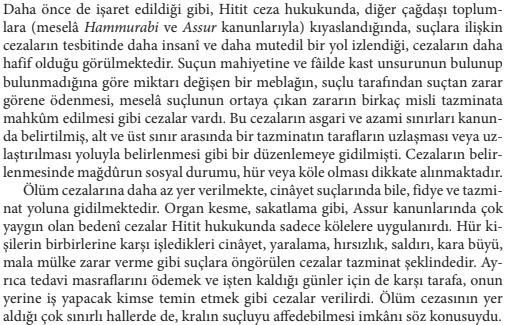 Daha önce de işaret edildiği gibi, Hitit ceza hukukunda, diğer çağdaşı toplum-
lara (meselâ Hammurabi ve Assur kanunlarıyla) kıyaslandığında, suçlara ilişkin
cezaların tesbitinde daha insanî ve daha mutedil bir yol izlendiği, cezaların daha
hafif olduğu görülmektedir. Suçun mahiyetine ve fâilde kast unsurunun bulunup
bulunmadığına göre miktarı değişen bir meblağın, suçlu tarafından suçtan zarar
görene ödenmesi, meselâ suçlunun ortaya çıkan zararın birkaç misli tazminata
mahkûm edilmesi gibi cezalar vardı. Bu cezaların asgari ve azami sınırları kanun-
da belirtilmiş, alt ve üst sınır arasında bir tazminatın tarafların uzlaşması veya uz-
laştırılması yoluyla belirlenmesi gibi bir düzenlemeye gidilmişti. Cezaların belir-
lenmesinde mağdûrun sosyal durumu, hür veya köle olması dikkate alınmaktadır.
Ölüm cezalarına daha az yer verilmekte, cinâyet suçlarında bile, fidye ve tazmi-
nat yoluna gidilmektedir. Organ kesme, sakatlama gibi, Assur kanunlarında çok
yaygın olan bedenî cezalar Hitit hukukunda sadece kölelere uygulanırdı. Hür ki-
şilerin birbirlerine karşı işledikleri cinâyet, yaralama, hırsızlık, saldırı, kara büyü,
mala mülke zarar verme gibi suçlara öngörülen cezalar tazminat şeklindedir. Ay-
rıca tedavi masraflarını ödemek ve işten kaldığı günler için de karşı tarafa, onun
yerine iş yapacak kimse temin etmek gibi cezalar verilirdi. Ölüm cezasının yer
aldığı çok sınırlı hallerde de, kralın suçluyu affedebilmesi imkânı söz konusuydu.